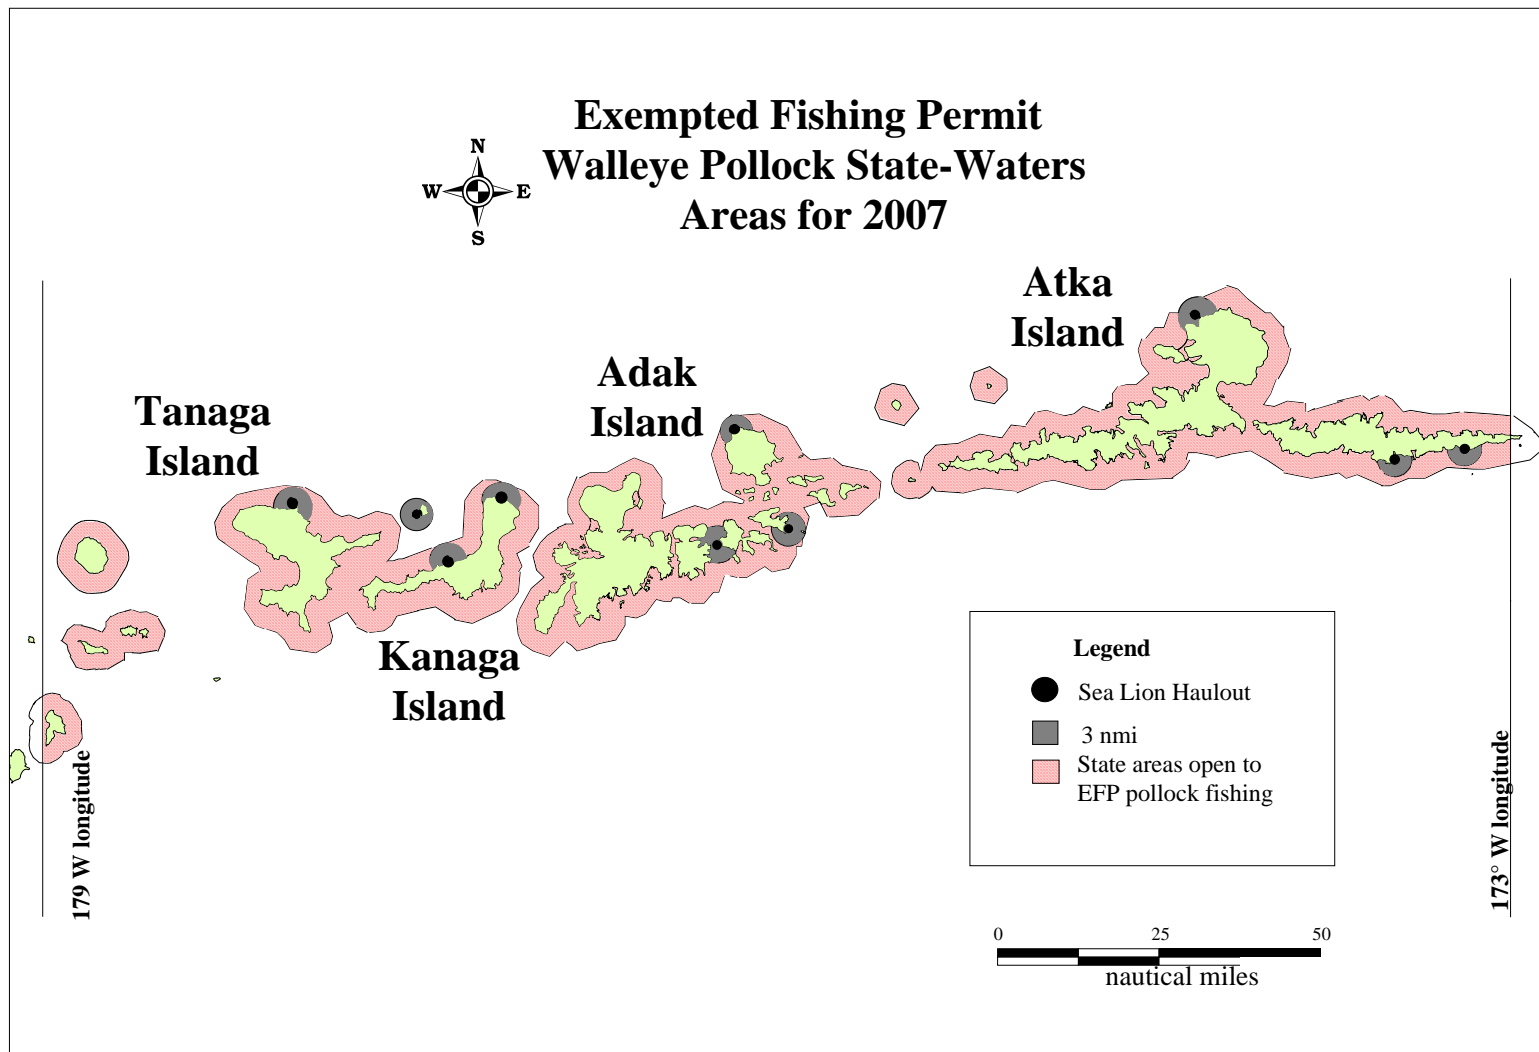 Exempted Fishing Permit
Walleye Pollock State-Waters
Areas for 2007
N
W E
S
Atka
Island
Adak
Island
Tanaga
Island
Kanaga
Island
Legend
Sea Lion Haulout
3 nmi
State areas open to
EFP pollock fishing
179 W longitude
173° W longitude
0 25 50
nautical miles